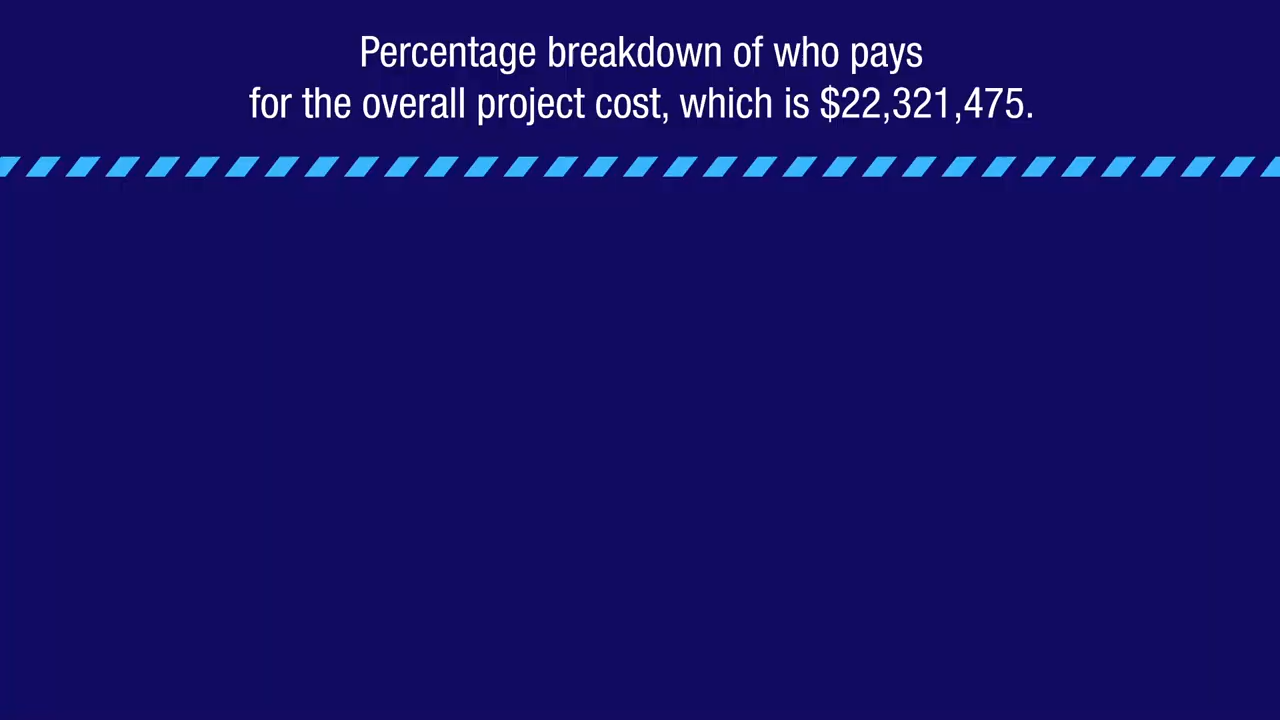 Percentage breakdown of who pays
for the overall project cost, which is $22,321,475.